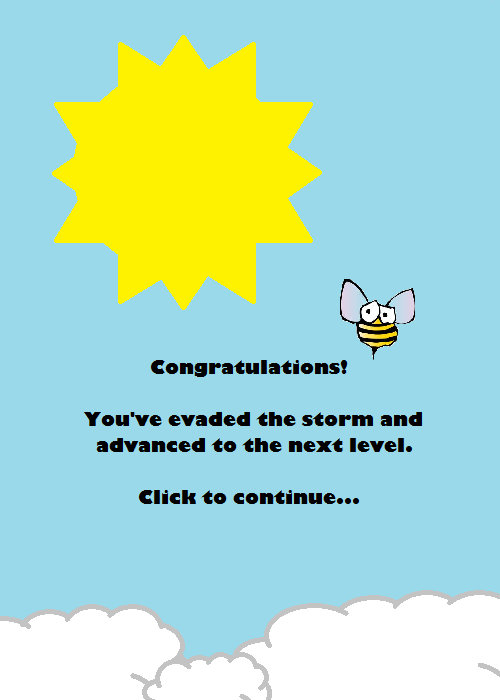 Congratulations!
You've evaded the storm and
advanced to the next level.
Click to continue...